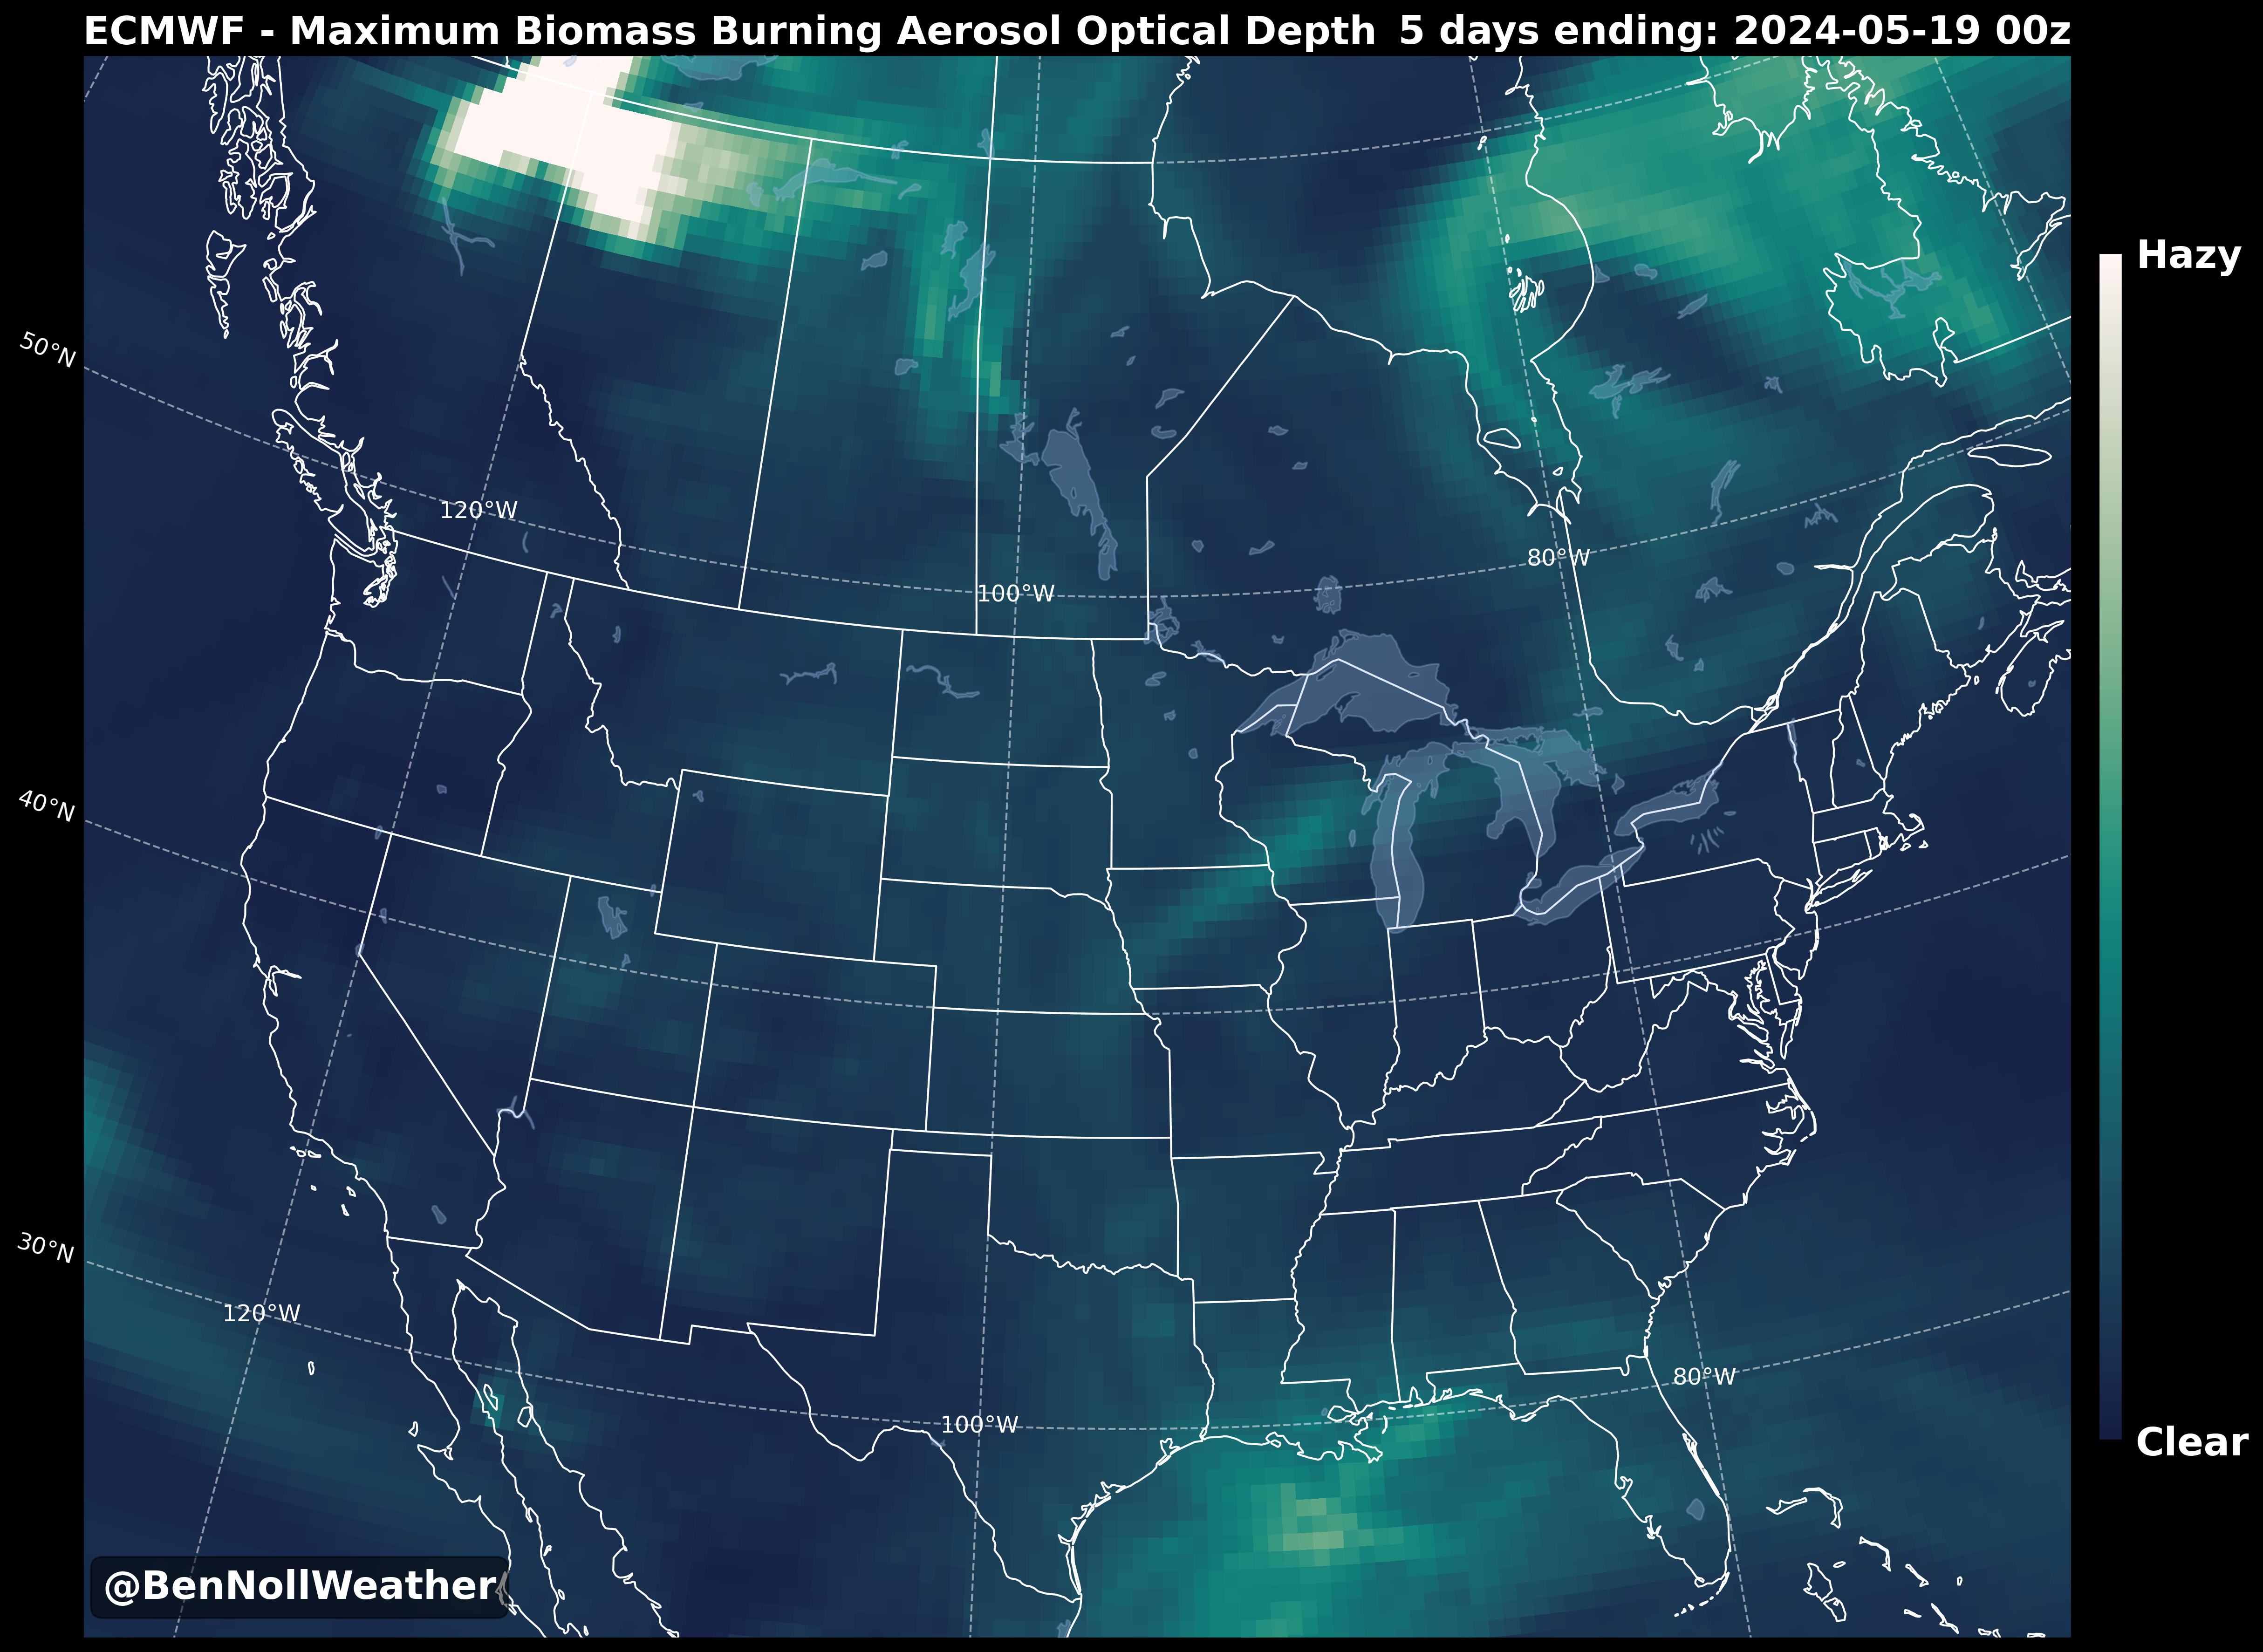 ECMWF - Maximum Biomass Burning Aerosol Optical Depth 5 days ending: 2024-05-19 00z
Hazy
50°N
120°W
80°W
100°W
40°N
30°N
120°W
80°W
100°W
Clear
@BenNollWeather